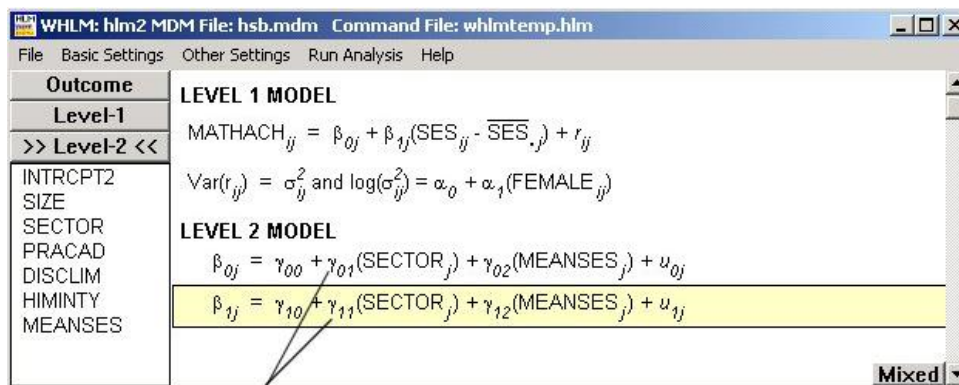 WHLM: hlm2 MDM File: hsb.mdm Command File: whlmtemp.hlm
File Basic Settings Other Settings Run Analysis Help
Outcome
Level-1
>> Level-2 <<
INTRCPT2
SIZE
SECTOR
PRACAD
DISCLIM
HIMINTY
MEANSES
LEVEL 1 MODEL
MATHACH_ij = β_0j + β_1j(SES_ij - S̅E̅S̅_.j) + r_ij
Var(r_ij) = σ²_ij and log(σ²_ij) = α_0 + α_1(FEMALE_ij)
LEVEL 2 MODEL
β_0j = γ_00 + γ_01(SECTOR_j) + γ_02(MEANSES_j) + u_0j
β_1j = γ_10 + γ_11(SECTOR_j) + γ_12(MEANSES_j) + u_1j
Mixed